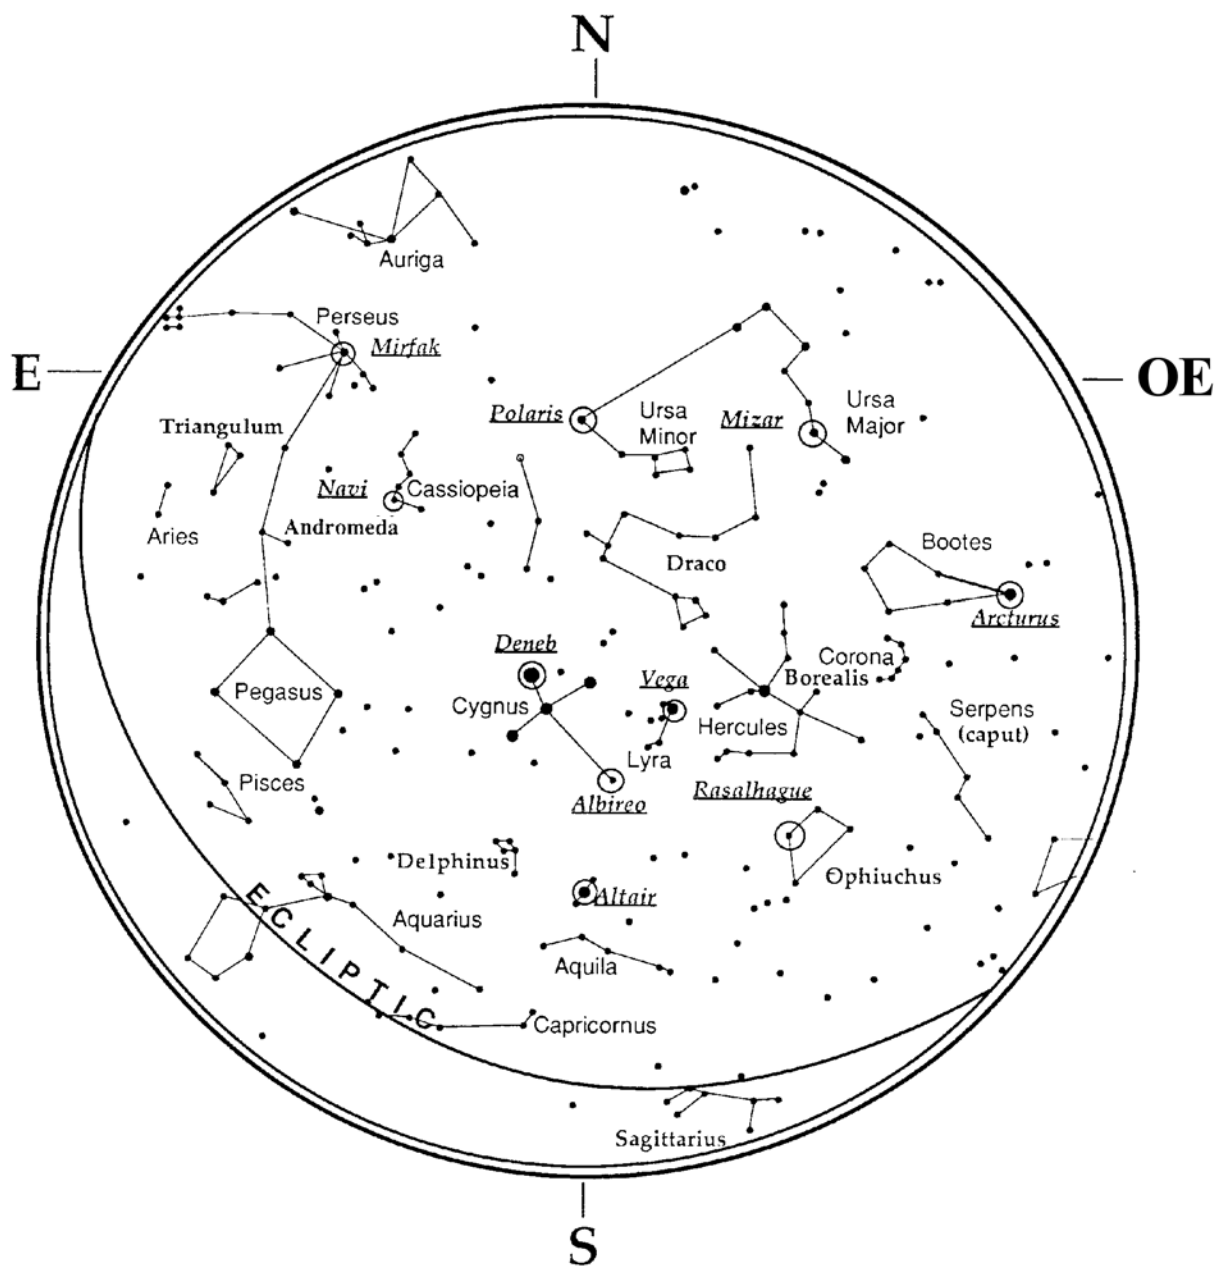 N
Auriga
Perseus
Mirfak
E
OE
Polaris
Ursa
Minor
Mizar
Ursa
Major
Triangulum
Navi
Cassiopeia
Aries
Andromeda
Draco
Bootes
Arcturus
Deneb
Vega
Corona
Borealis
Pegasus
Cygnus
Hercules
Serpens
(caput)
Lyra
Pisces
Albireo
Rasalhague
Delphinus
Ophiuchus
Altair
Aquarius
ECLIPTIC
Aquila
Capricornus
Sagittarius
S